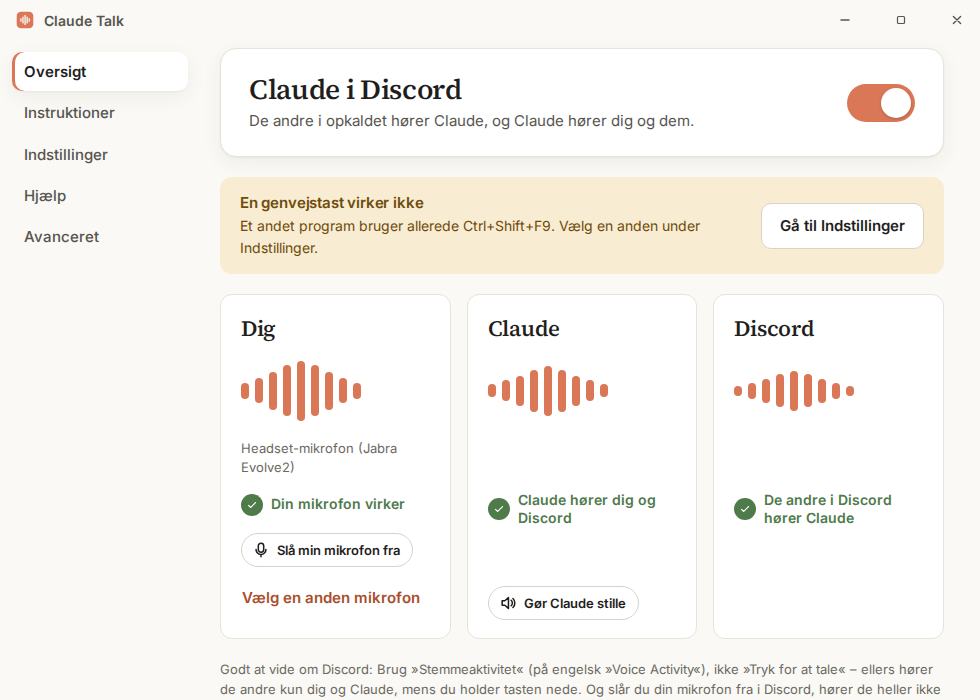 Claude Talk
Oversigt
Instruktioner
Indstillinger
Hjælp
Avanceret
Claude i Discord
De andre i opkaldet hører Claude, og Claude hører dig og dem.
En genvejstast virker ikke
Et andet program bruger allerede Ctrl+Shift+F9. Vælg en anden under
Indstillinger.
Gå til Indstillinger
Dig
Headset-mikrofon (Jabra
Evolve2)
Din mikrofon virker
Slå min mikrofon fra
Vælg en anden mikrofon
Claude
Claude hører dig og
Discord
Gør Claude stille
Discord
De andre i Discord
hører Claude
Godt at vide om Discord: Brug »Stemmeaktivitet« (på engelsk »Voice Activity«), ikke »Tryk for at tale« – ellers hører
de andre kun dig og Claude, mens du holder tasten nede. Og slår du din mikrofon fra i Discord, hører de heller ikke